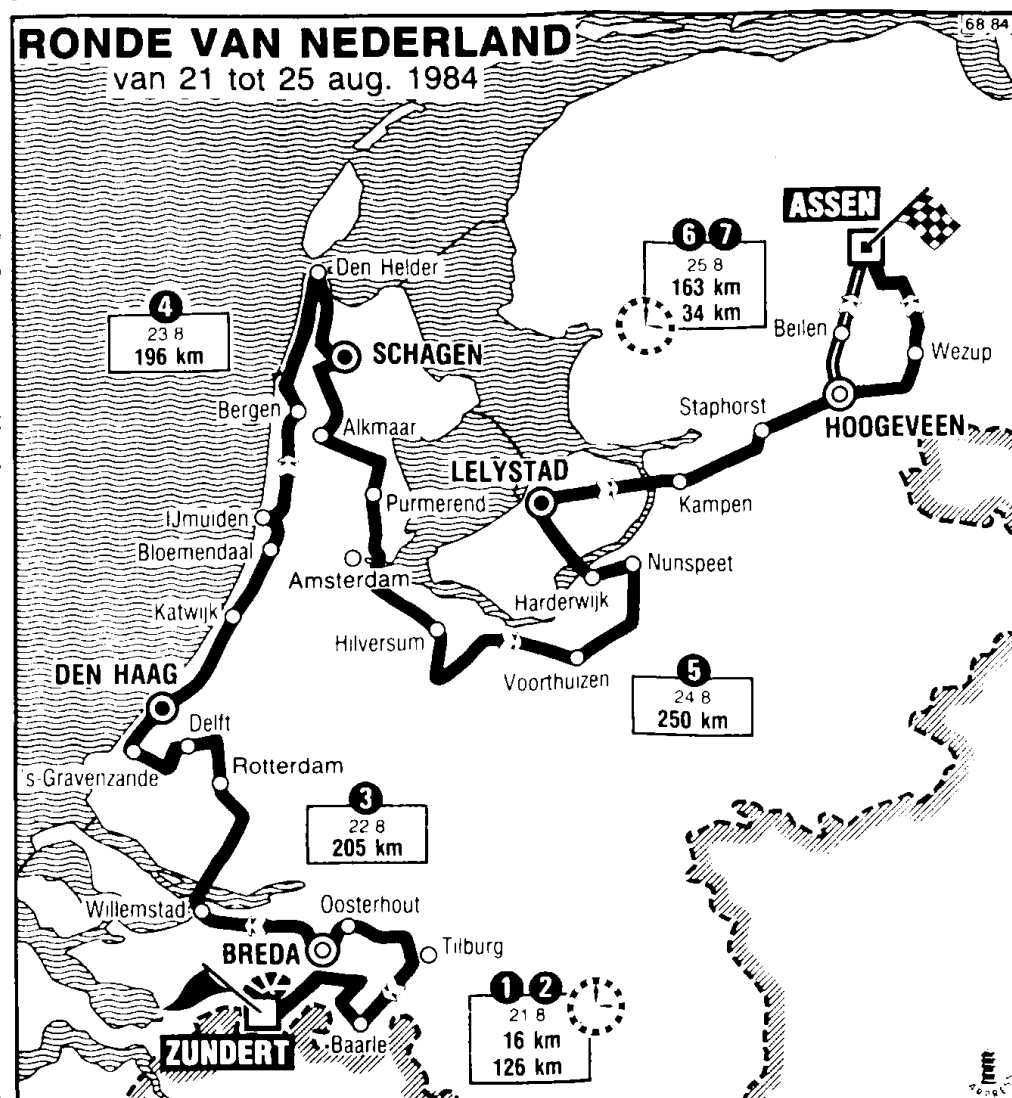 RONDE VAN NEDERLAND
van 21 tot 25 aug. 1984
68 84
ASSEN
6 7
25 8
163 km
34 km
Den Helder
4
23 8
196 km
SCHAGEN
Beilen
Wezup
Bergen
Alkmaar
Staphorst
HOOGEVEEN
LELYSTAD
Purmerend
Kampen
IJmuiden
Bloemendaal
Amsterdam
Nunspeet
Harderwijk
Katwijk
Hilversum
Voorthuizen
DEN HAAG
5
24 8
250 km
Delft
's-Gravenzande
Rotterdam
3
22 8
205 km
Willemstad
Oosterhout
BREDA
Tilburg
1 2
21 8
16 km
126 km
ZUNDERT
Baarle